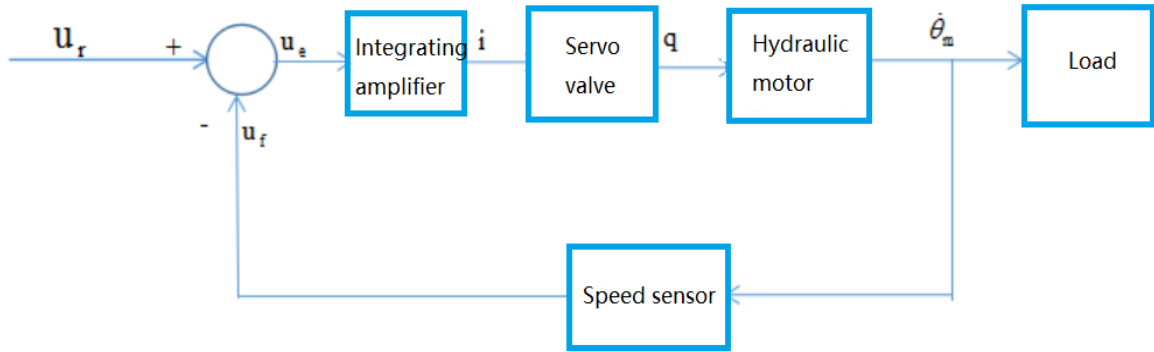 u_r
+
u_e
Integrating
amplifier
i
Servo
valve
q
Hydraulic
motor
θ̇_m
Load
-
u_f
Speed sensor